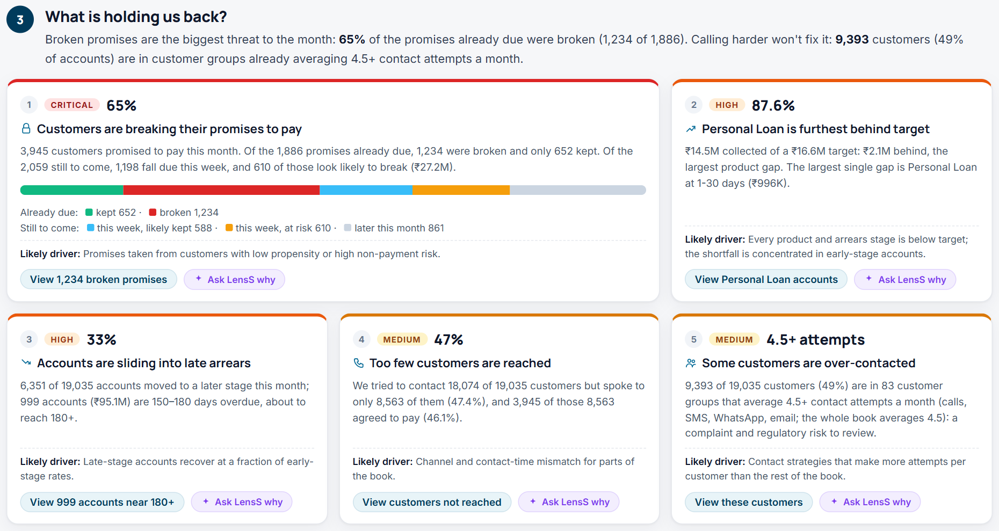 3
What is holding us back?
Broken promises are the biggest threat to the month: 65% of the promises already due were broken (1,234 of 1,886). Calling harder won't fix it: 9,393 customers (49%
of accounts) are in customer groups already averaging 4.5+ contact attempts a month.
1 CRITICAL 65%
Customers are breaking their promises to pay
3,945 customers promised to pay this month. Of the 1,886 promises already due, 1,234 were broken and only 652 kept. Of the
2,059 still to come, 1,198 fall due this week, and 610 of those look likely to break (₹27.2M).
Already due: kept 652 · broken 1,234
Still to come: this week, likely kept 588 · this week, at risk 610 · later this month 861
Likely driver: Promises taken from customers with low propensity or high non-payment risk.
View 1,234 broken promises Ask LensS why
2 HIGH 87.6%
Personal Loan is furthest behind target
₹14.5M collected of a ₹16.6M target: ₹2.1M behind, the
largest product gap. The largest single gap is Personal Loan
at 1-30 days (₹996K).
Likely driver: Every product and arrears stage is below target;
the shortfall is concentrated in early-stage accounts.
View Personal Loan accounts Ask LensS why
3 HIGH 33%
Accounts are sliding into late arrears
6,351 of 19,035 accounts moved to a later stage this month;
999 accounts (₹95.1M) are 150–180 days overdue, about to
reach 180+.
Likely driver: Late-stage accounts recover at a fraction of early-
stage rates.
View 999 accounts near 180+ Ask LensS why
4 MEDIUM 47%
Too few customers are reached
We tried to contact 18,074 of 19,035 customers but spoke to
only 8,563 of them (47.4%), and 3,945 of those 8,563
agreed to pay (46.1%).
Likely driver: Channel and contact-time mismatch for parts of
the book.
View customers not reached Ask LensS why
5 MEDIUM 4.5+ attempts
Some customers are over-contacted
9,393 of 19,035 customers (49%) are in 83 customer
groups that average 4.5+ contact attempts a month (calls,
SMS, WhatsApp, email; the whole book averages 4.5): a
complaint and regulatory risk to review.
Likely driver: Contact strategies that make more attempts per
customer than the rest of the book.
View these customers Ask LensS why